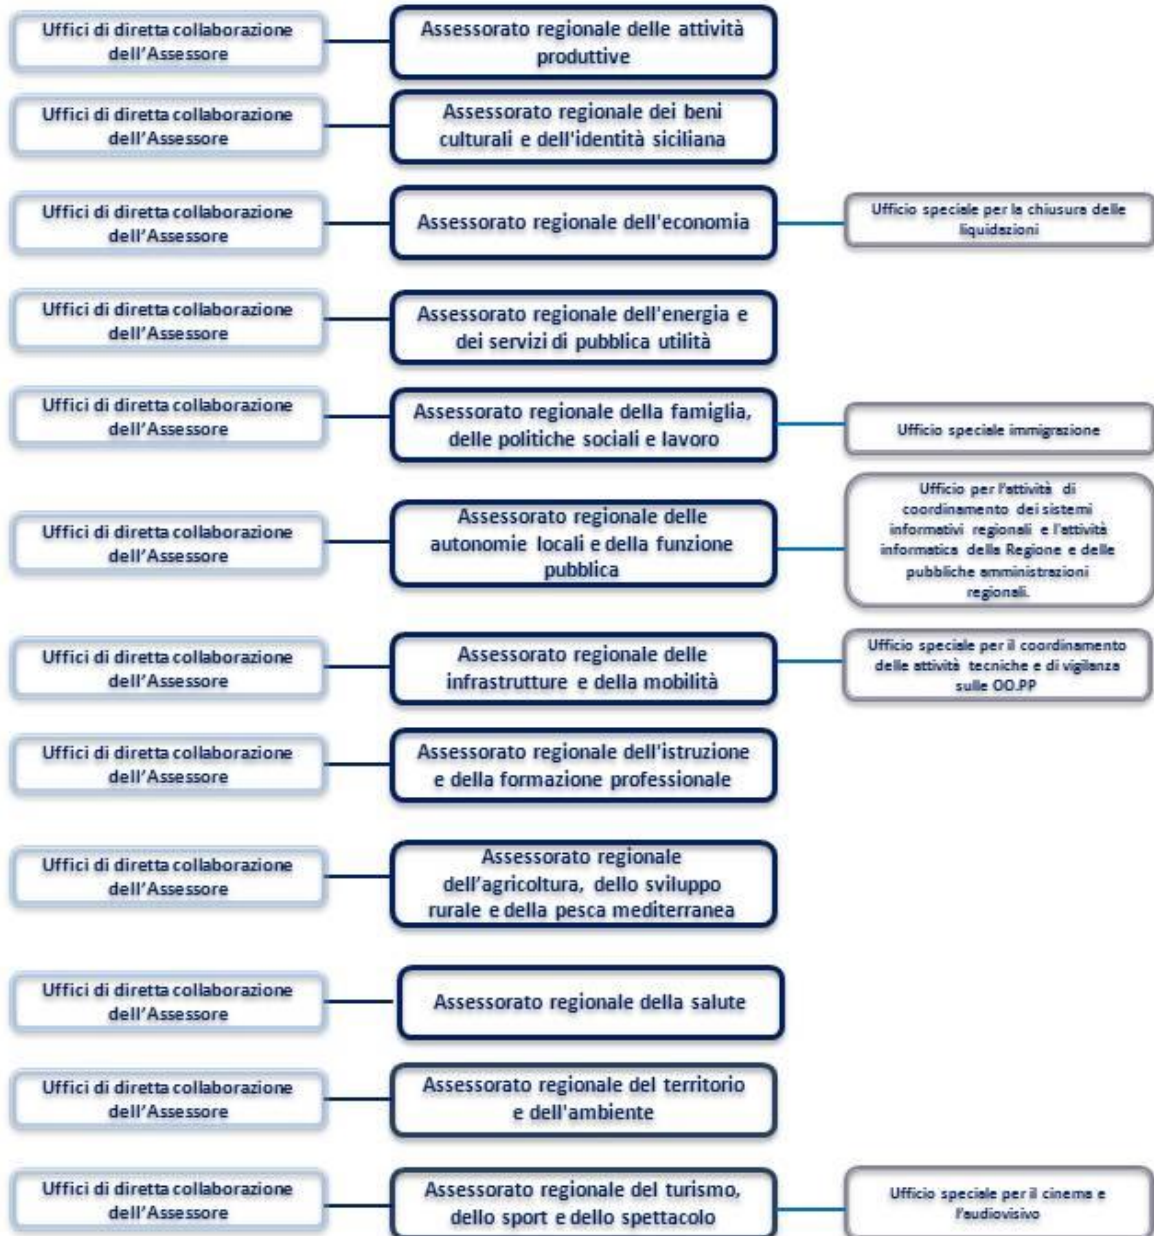 Uffici di diretta collaborazione
dell'Assessore
Assessorato regionale delle attività
produttive
Uffici di diretta collaborazione
dell'Assessore
Assessorato regionale dei beni
culturali e dell'identità siciliana
Uffici di diretta collaborazione
dell'Assessore
Assessorato regionale dell'economia
Ufficio speciale per la chiusura delle
liquidazioni
Uffici di diretta collaborazione
dell'Assessore
Assessorato regionale dell'energia e
dei servizi di pubblica utilità
Uffici di diretta collaborazione
dell'Assessore
Assessorato regionale della famiglia,
delle politiche sociali e lavoro
Ufficio speciale immigrazione
Uffici di diretta collaborazione
dell'Assessore
Assessorato regionale delle
autonomie locali e della funzione
pubblica
Ufficio per l'attività di
coordinamento dei sistemi
informativi regionali e l'attività
informatica della Regione e delle
pubbliche amministrazioni
regionali.
Uffici di diretta collaborazione
dell'Assessore
Assessorato regionale delle
infrastrutture e della mobilità
Ufficio speciale per il coordinamento
delle attività tecniche e di vigilanza
sulle OO.PP
Uffici di diretta collaborazione
dell'Assessore
Assessorato regionale dell'istruzione
e della formazione professionale
Uffici di diretta collaborazione
dell'Assessore
Assessorato regionale
dell'agricoltura, dello sviluppo
rurale e della pesca mediterranea
Uffici di diretta collaborazione
dell'Assessore
Assessorato regionale della salute
Uffici di diretta collaborazione
dell'Assessore
Assessorato regionale del territorio
e dell'ambiente
Uffici di diretta collaborazione
dell'Assessore
Assessorato regionale del turismo,
dello sport e dello spettacolo
Ufficio speciale per il cinema e
l'audiovisivo